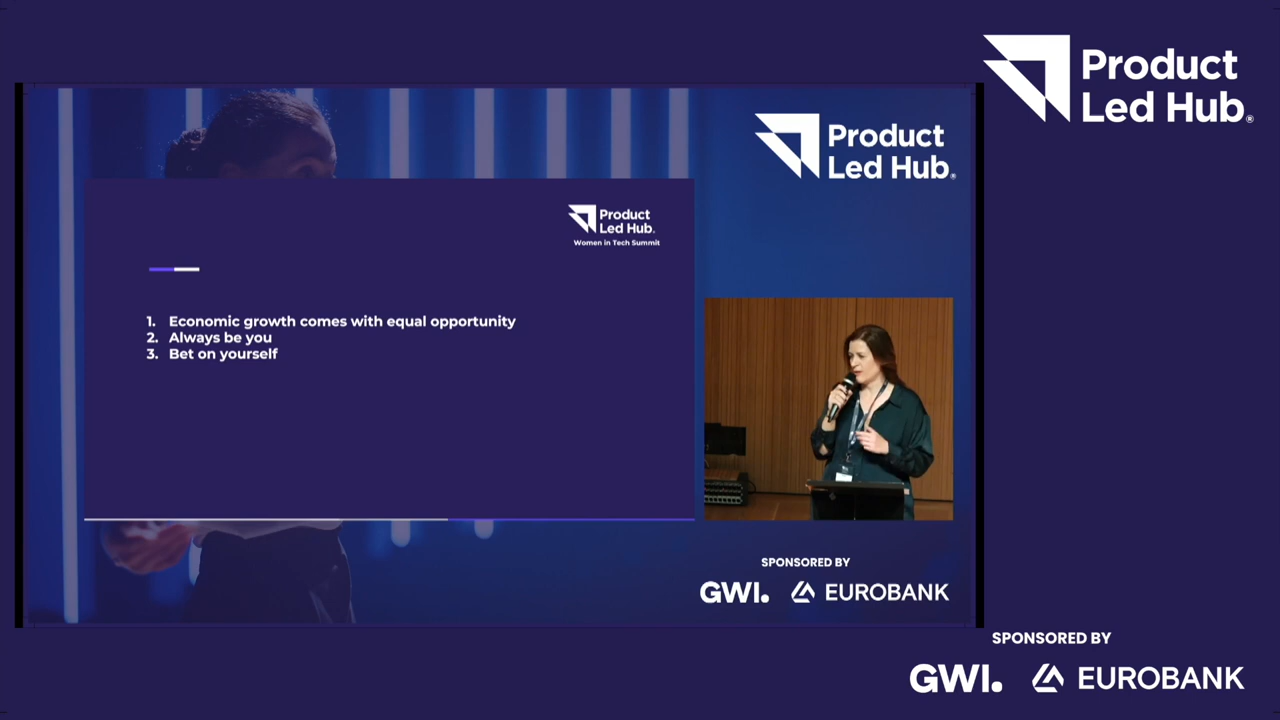 Product
Led Hub®
Product
Led Hub®
Product
Led Hub.
Women in Tech Summit
1. Economic growth comes with equal opportunity
2. Always be you
3. Bet on yourself
SPONSORED BY
GWI. EUROBANK
SPONSORED BY
GWI. EUROBANK